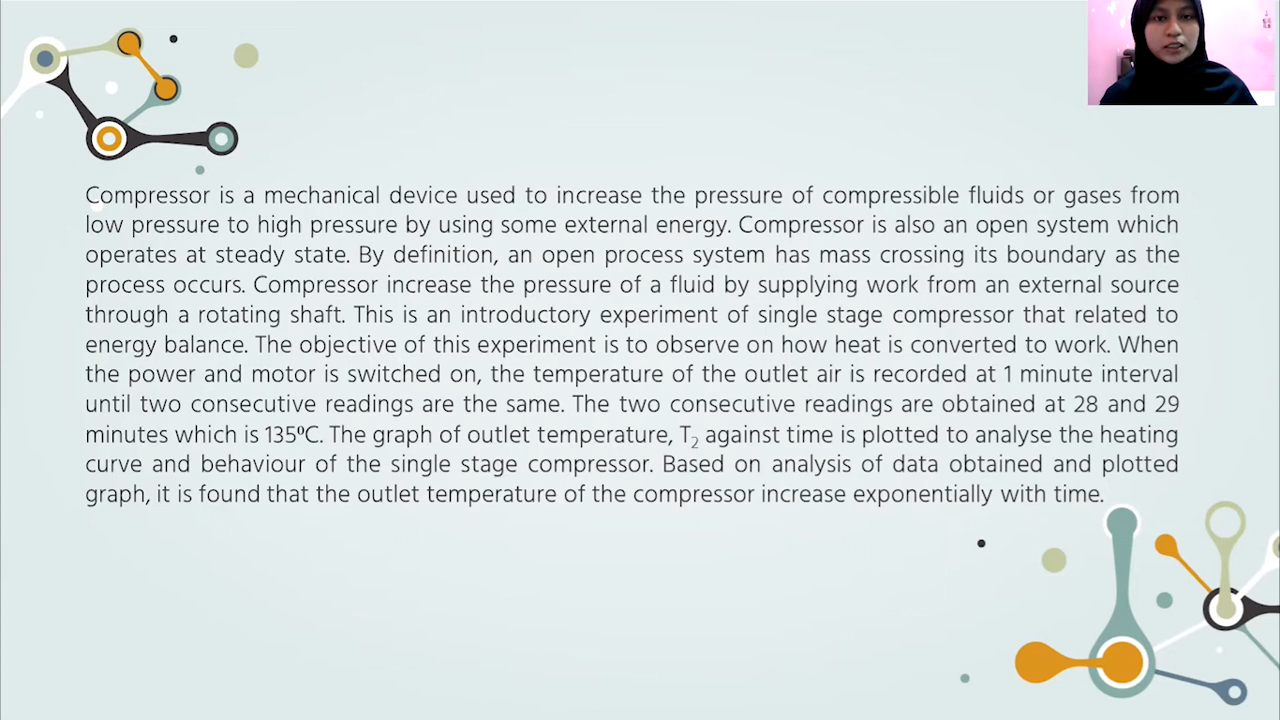 Compressor is a mechanical device used to increase the pressure of compressible fluids or gases from
low pressure to high pressure by using some external energy. Compressor is also an open system which
operates at steady state. By definition, an open process system has mass crossing its boundary as the
process occurs. Compressor increase the pressure of a fluid by supplying work from an external source
through a rotating shaft. This is an introductory experiment of single stage compressor that related to
energy balance. The objective of this experiment is to observe on how heat is converted to work. When
the power and motor is switched on, the temperature of the outlet air is recorded at 1 minute interval
until two consecutive readings are the same. The two consecutive readings are obtained at 28 and 29
minutes which is 135⁰C. The graph of outlet temperature, T₂ against time is plotted to analyse the heating
curve and behaviour of the single stage compressor. Based on analysis of data obtained and plotted
graph, it is found that the outlet temperature of the compressor increase exponentially with time.